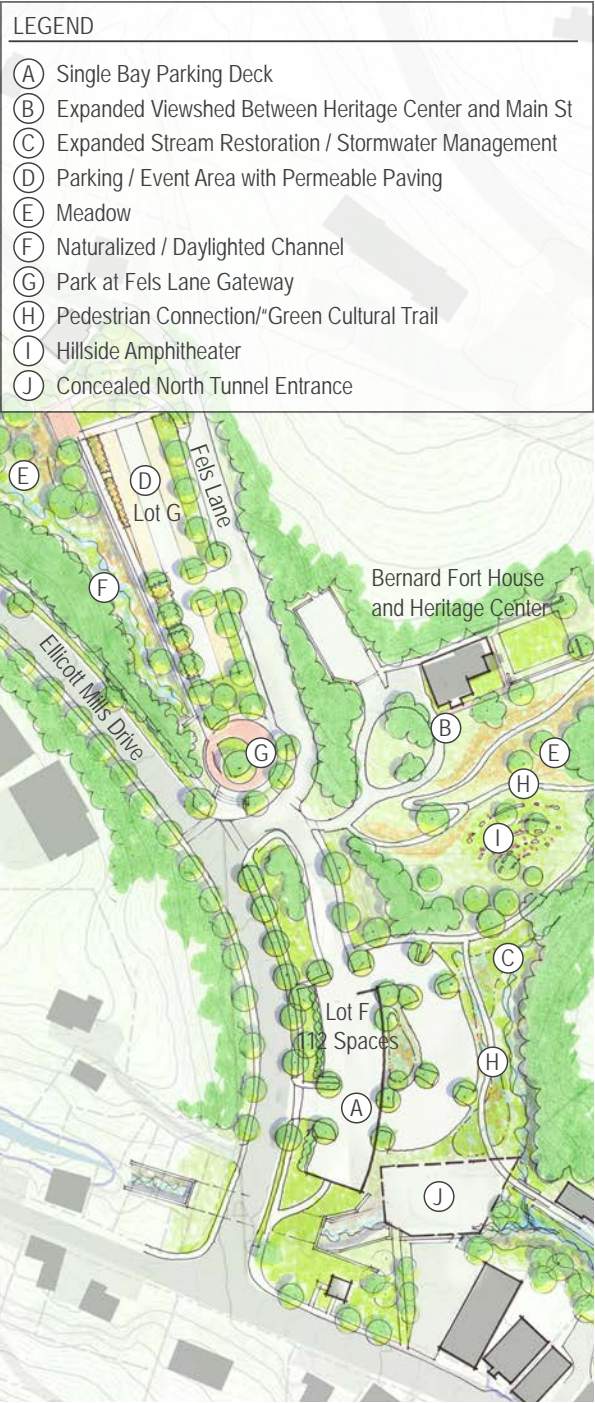 LEGEND
A Single Bay Parking Deck
B Expanded Viewshed Between Heritage Center and Main St
C Expanded Stream Restoration / Stormwater Management
D Parking / Event Area with Permeable Paving
E Meadow
F Naturalized / Daylighted Channel
G Park at Fels Lane Gateway
H Pedestrian Connection/“Green Cultural Trail
I Hillside Amphitheater
J Concealed North Tunnel Entrance
E
D
Lot G
Fels Lane
F
Bernard Fort House
and Heritage Center
Ellicott Mills Drive
B
G
E
H
I
C
Lot F
112 Spaces
H
A
J